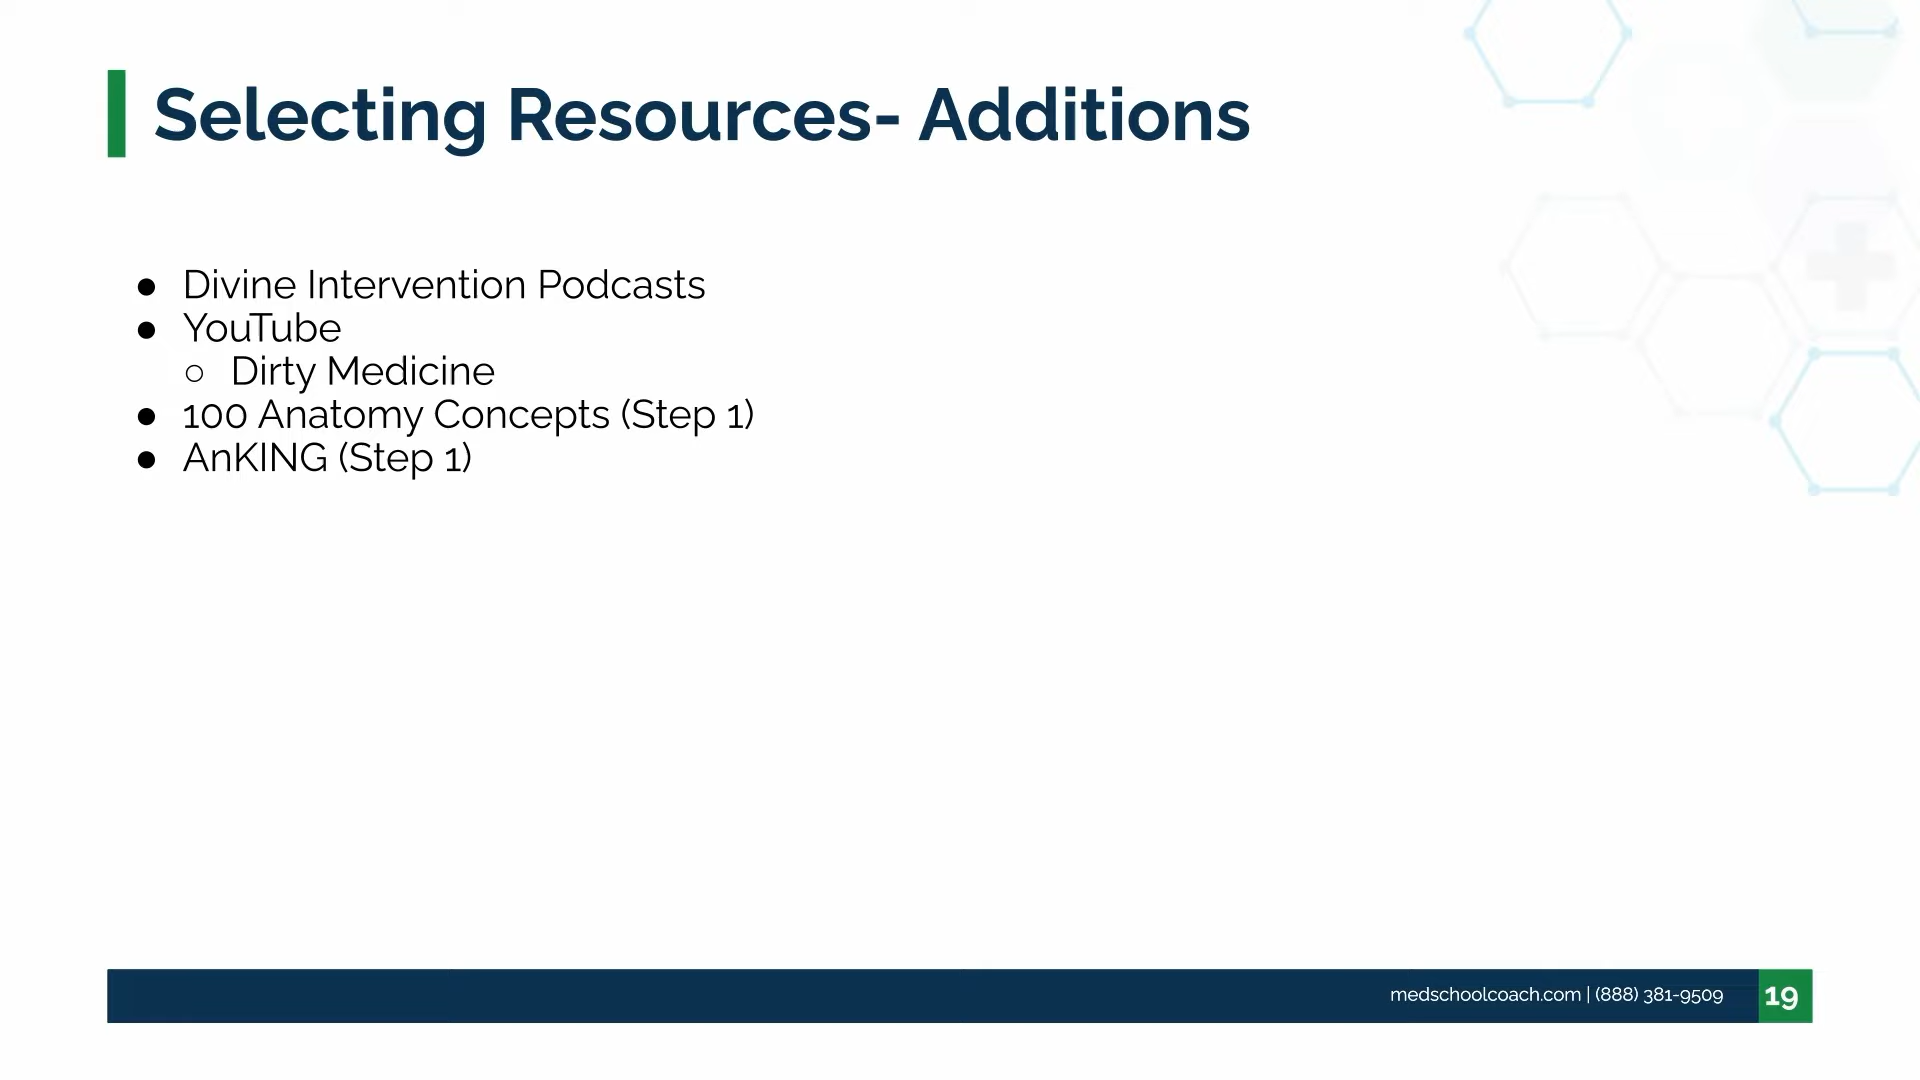 Selecting Resources- Additions
● Divine Intervention Podcasts
● YouTube
○ Dirty Medicine
● 100 Anatomy Concepts (Step 1)
● AnKING (Step 1)
medschoolcoach.com | (888) 381-9509
19